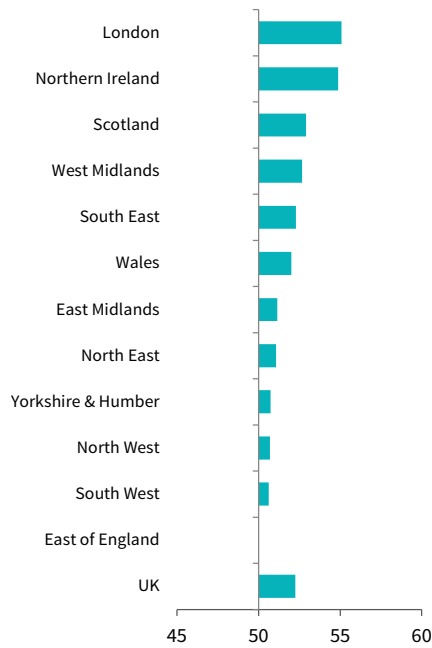 London
Northern Ireland
Scotland
West Midlands
South East
Wales
East Midlands
North East
Yorkshire & Humber
North West
South West
East of England
UK
45 50 55 60